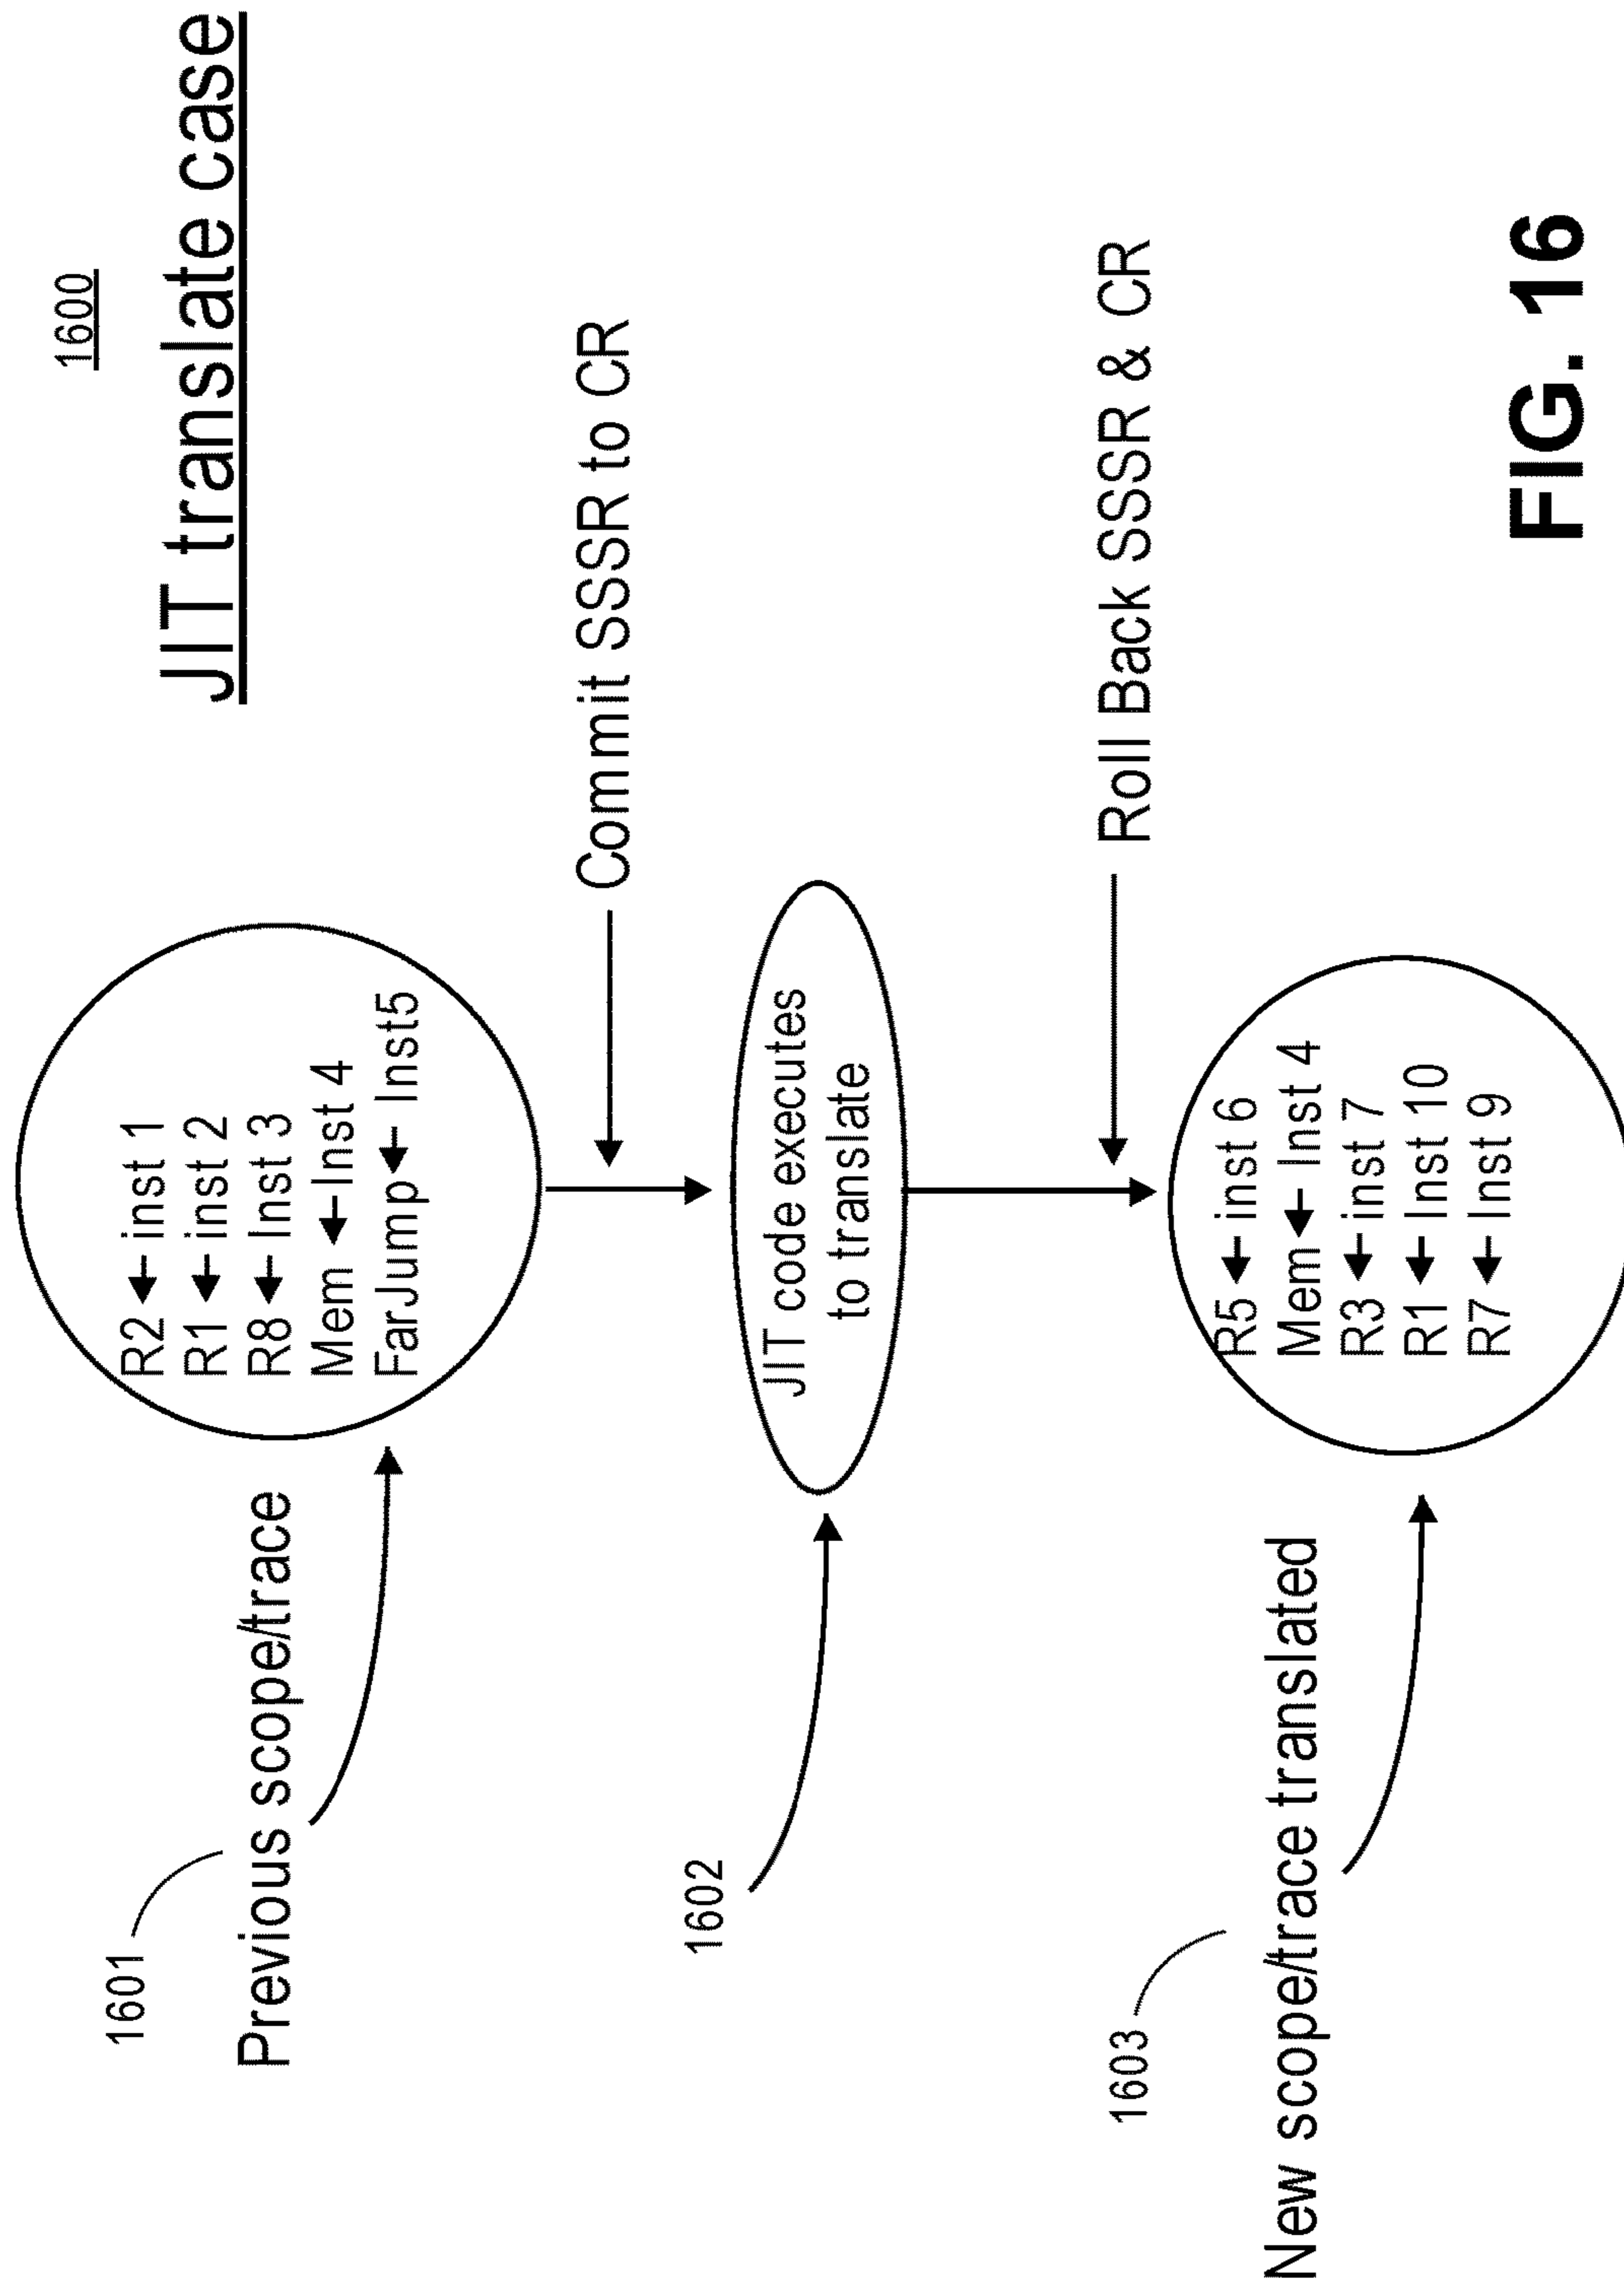 1600
JIT translate case
1601
Previous scope/trace
R2 ← inst 1
R1 ← inst 2
R8 ← Inst 3
Mem ← Inst 4
FarJump ← Inst5
Commit SSSR to CR
1602
JIT code executes
to translate
Roll Back SSSR & CR
1603
New scope/trace translated
R5 ← inst 6
Mem ← Inst 4
R3 ← inst 7
R1 ← Inst 10
R7 ← Inst 9
FIG. 16